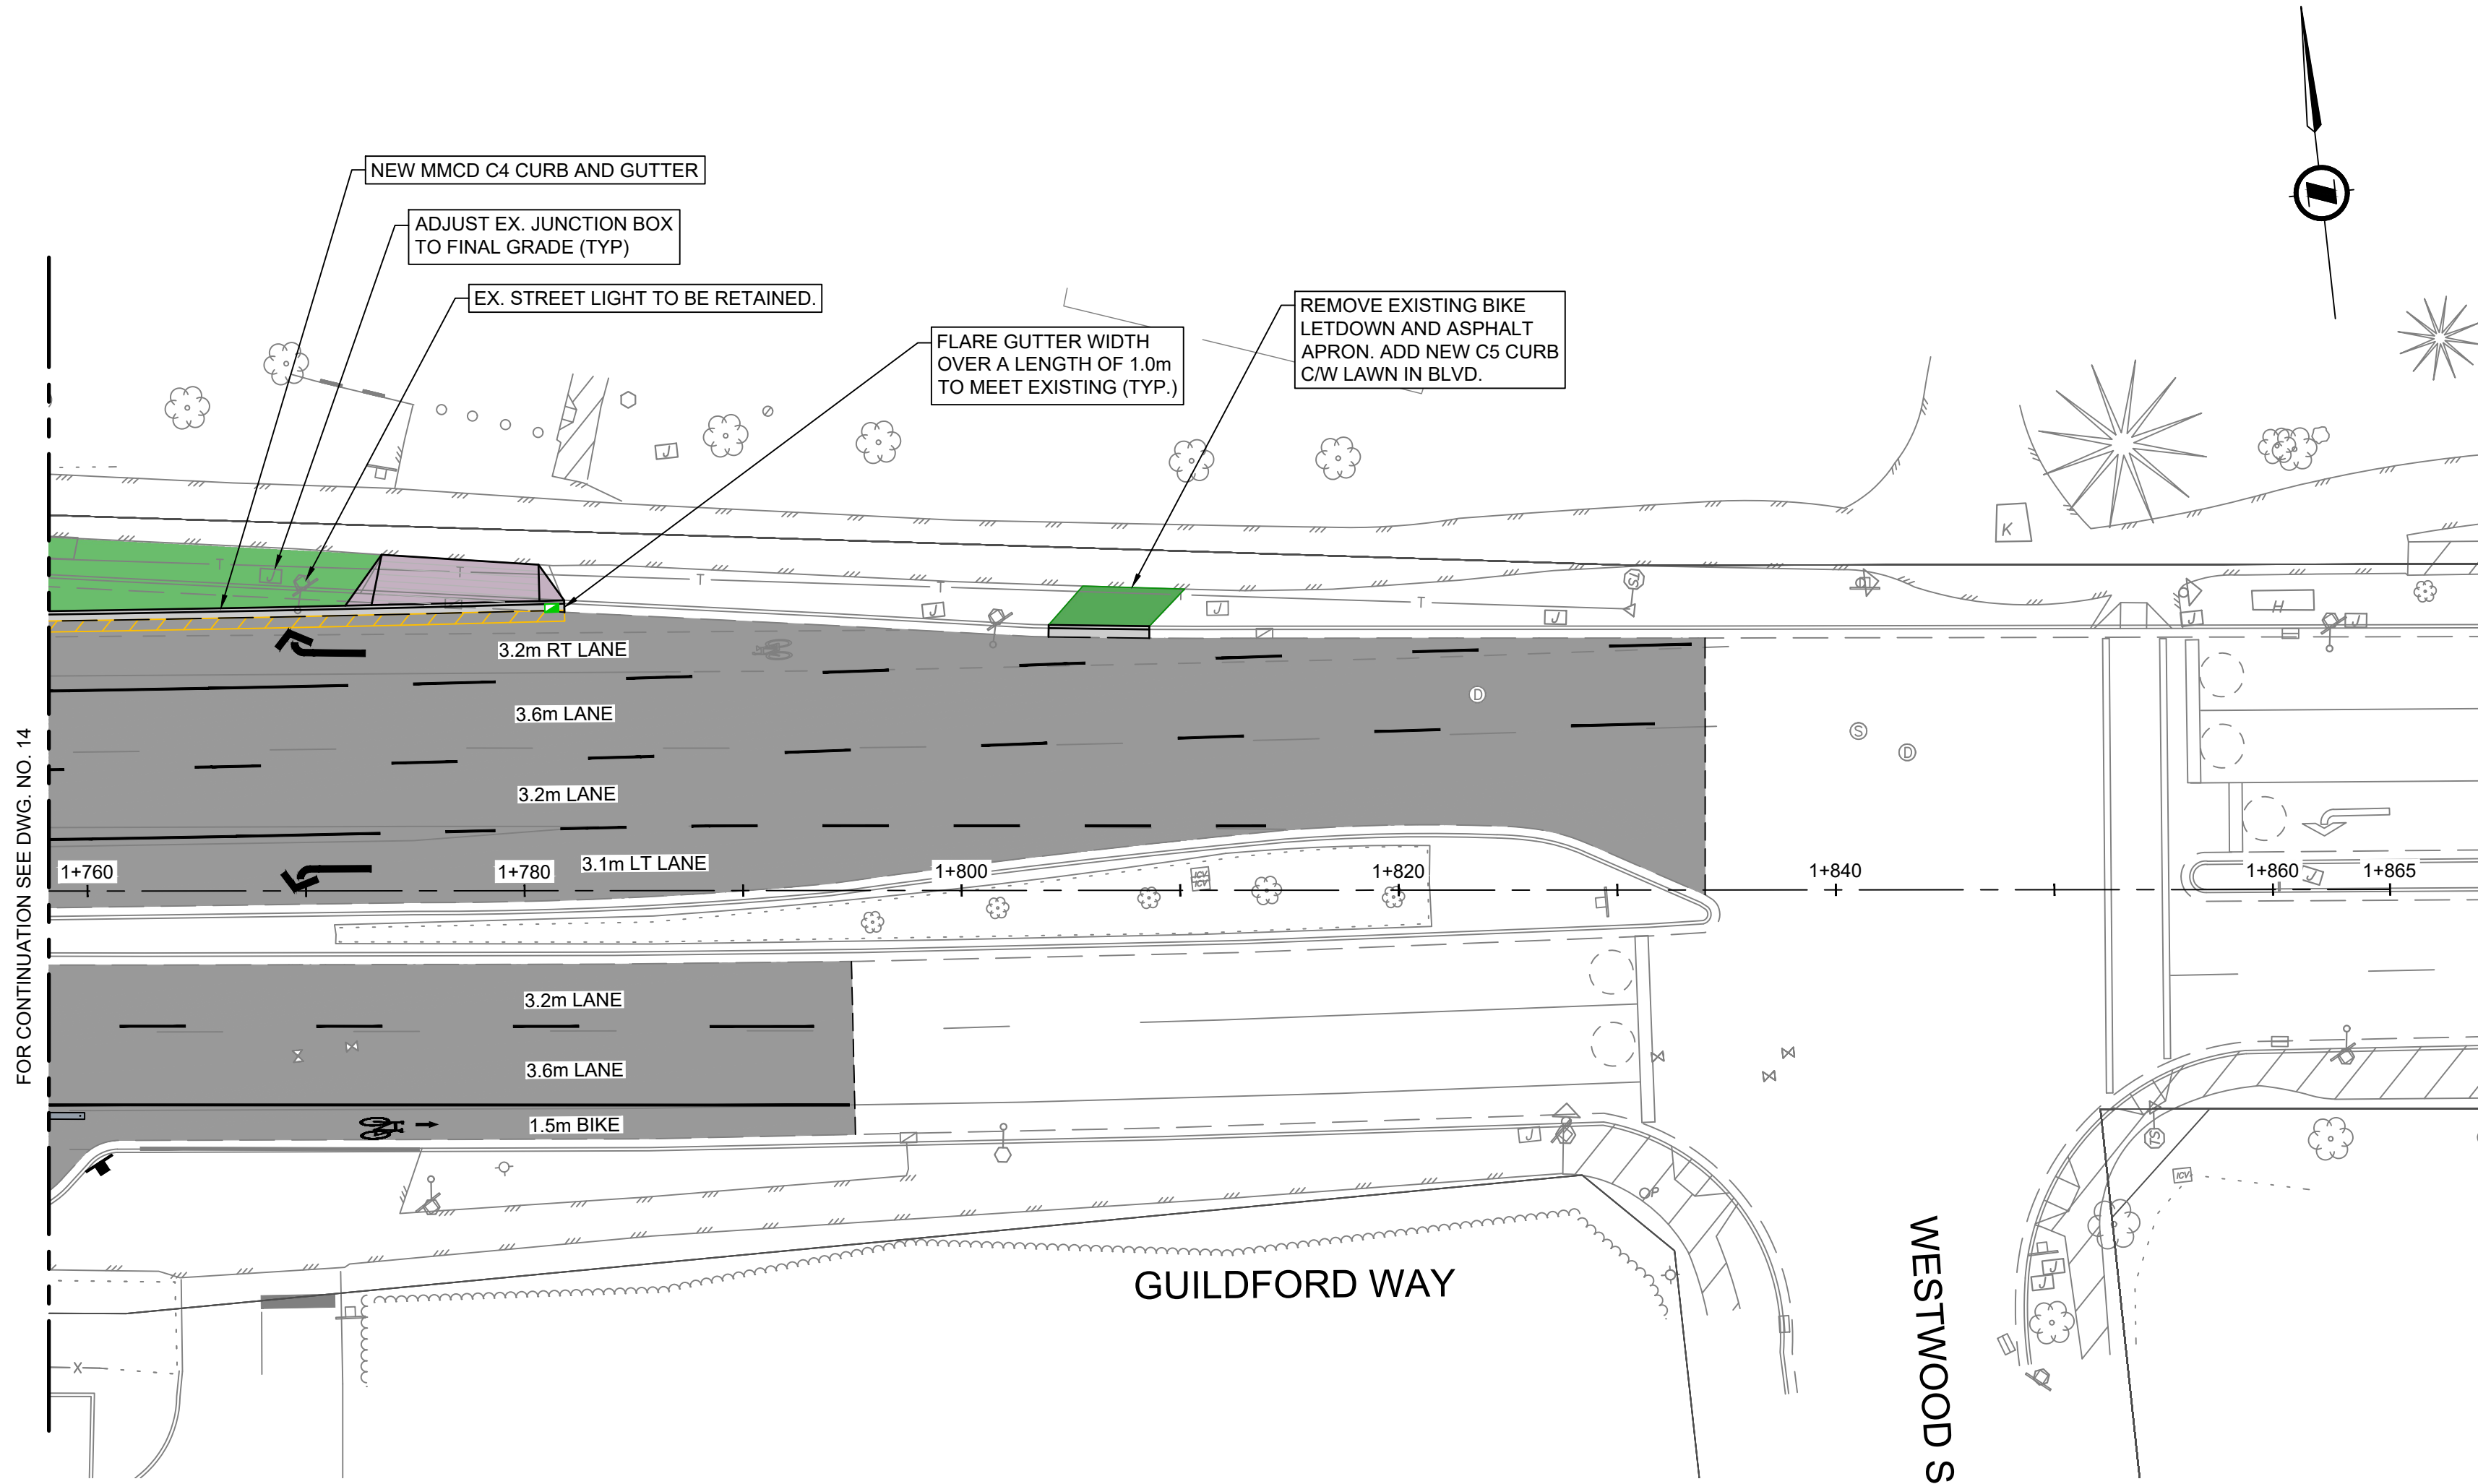 NEW MMCD C4 CURB AND GUTTER
ADJUST EX. JUNCTION BOX
TO FINAL GRADE (TYP)
EX. STREET LIGHT TO BE RETAINED.
FLARE GUTTER WIDTH
OVER A LENGTH OF 1.0m
TO MEET EXISTING (TYP.)
REMOVE EXISTING BIKE
LETDOWN AND ASPHALT
APRON. ADD NEW C5 CURB
C/W LAWN IN BLVD.
J
K
T
T
T
T
T
T
J
J
J
J
J
J
H
3.2m RT LANE
3.6m LANE
D
S
D
3.2m LANE
3.1m LT LANE
1+760
1+780
1+800
1+820
1+840
1+860
1+865
ICV
ICV
J
FOR CONTINUATION SEE DWG. NO. 14
3.2m LANE
3.6m LANE
1.5m BIKE
J
TS
ICV
J
J
X
GUILDFORD WAY
WESTWOOD S